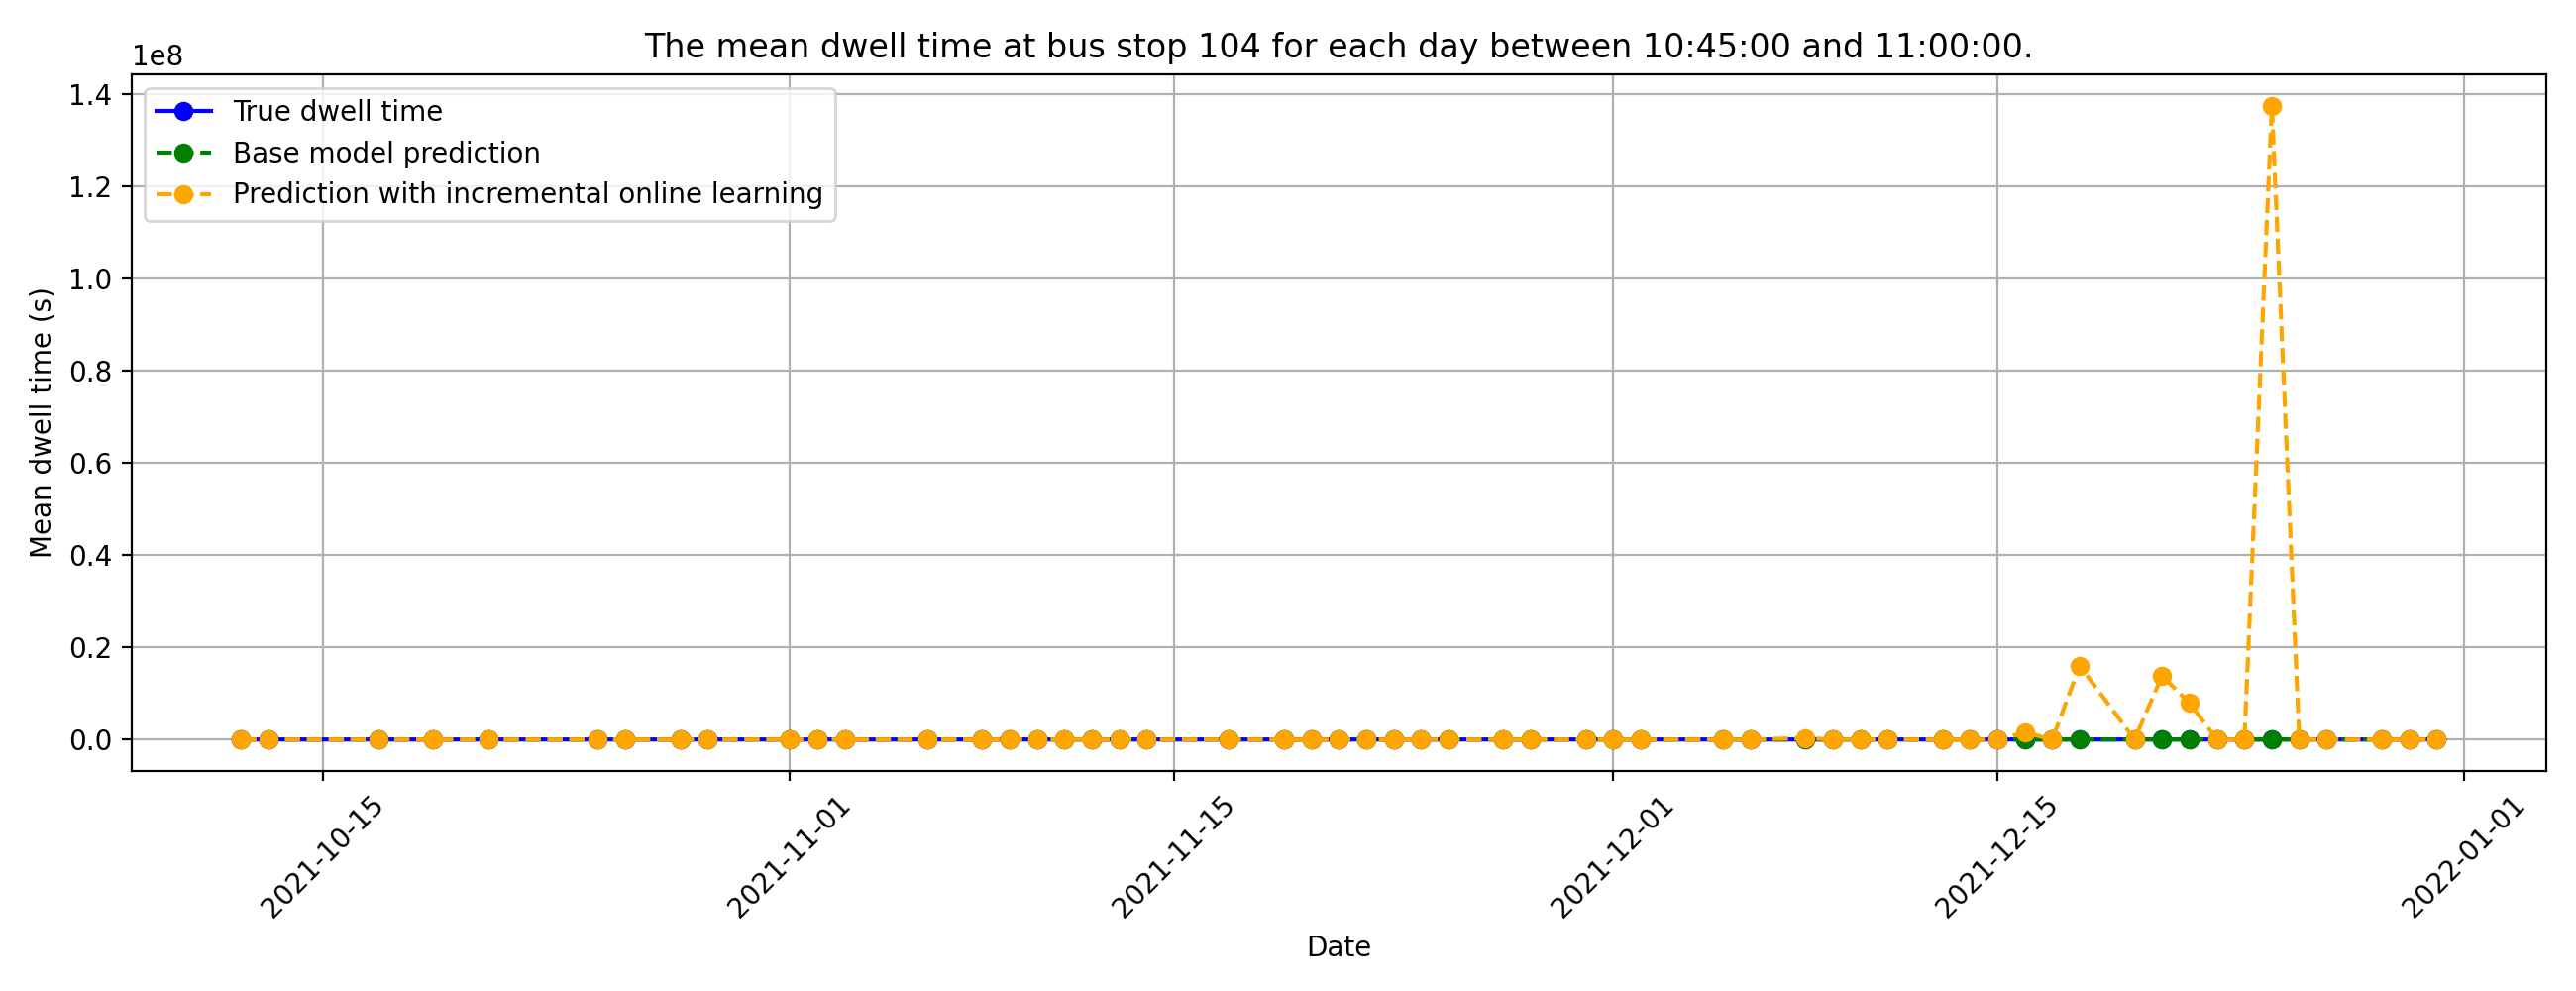 The mean dwell time at bus stop 104 for each day between 10:45:00 and 11:00:00.
1e8
1.4
1.2
1.0
0.8
0.6
0.4
0.2
0.0
Mean dwell time (s)
True dwell time
Base model prediction
Prediction with incremental online learning
2021-10-15
2021-11-01
2021-11-15
2021-12-01
2021-12-15
2022-01-01
Date